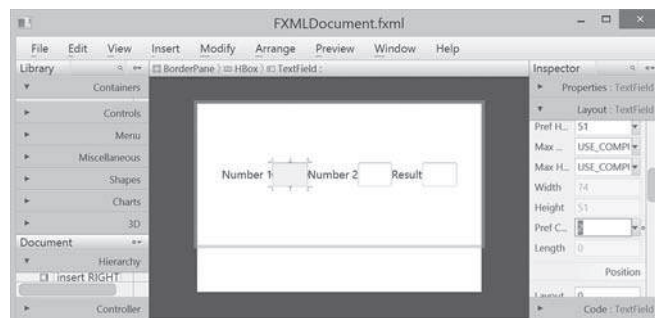 FXMLDocument.fxml
File Edit View Insert Modify Arrange Preview Window Help
Library
BorderPane HBox TextField :
Inspector
Containers
Controls
Menu
Miscellaneous
Shapes
Charts
3D
Document
Hierarchy
insert RIGHT
Controller
Number 1 Number 2 Result
Properties : TextField
Layout : TextField
Pref H... 51
Max ... USE_COMPU
Max H... USE_COMPU
Width 74
Height 51
Pref C...
Length 0
Position
Layout 0
Code : TextField